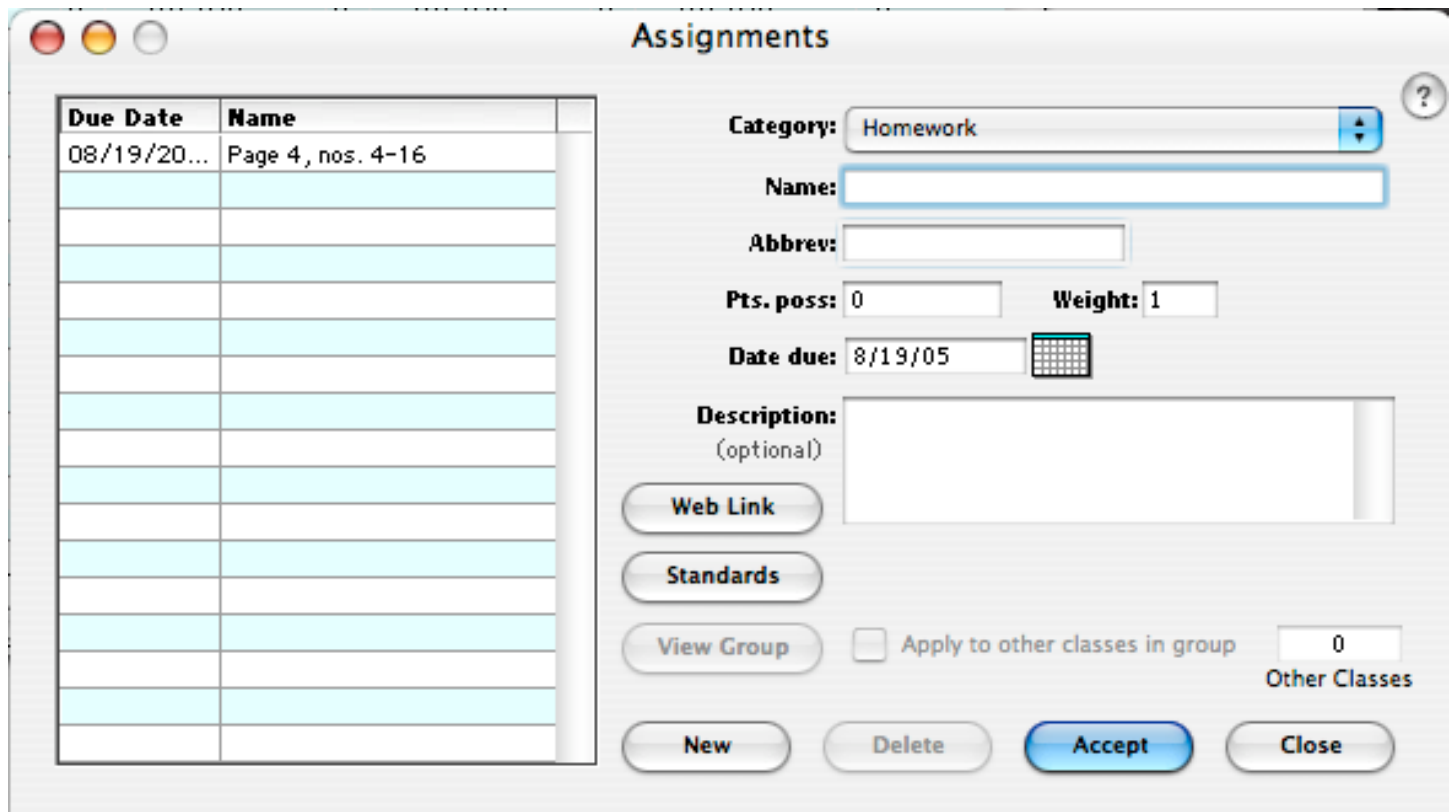 Assignments
?
Due Date Name
08/19/20... Page 4, nos. 4-16
Category: Homework
Name:
Abbrev:
Pts. poss: 0 Weight: 1
Date due: 8/19/05
Description:
(optional)
Web Link
Standards
View Group Apply to other classes in group 0
Other Classes
New Delete Accept Close